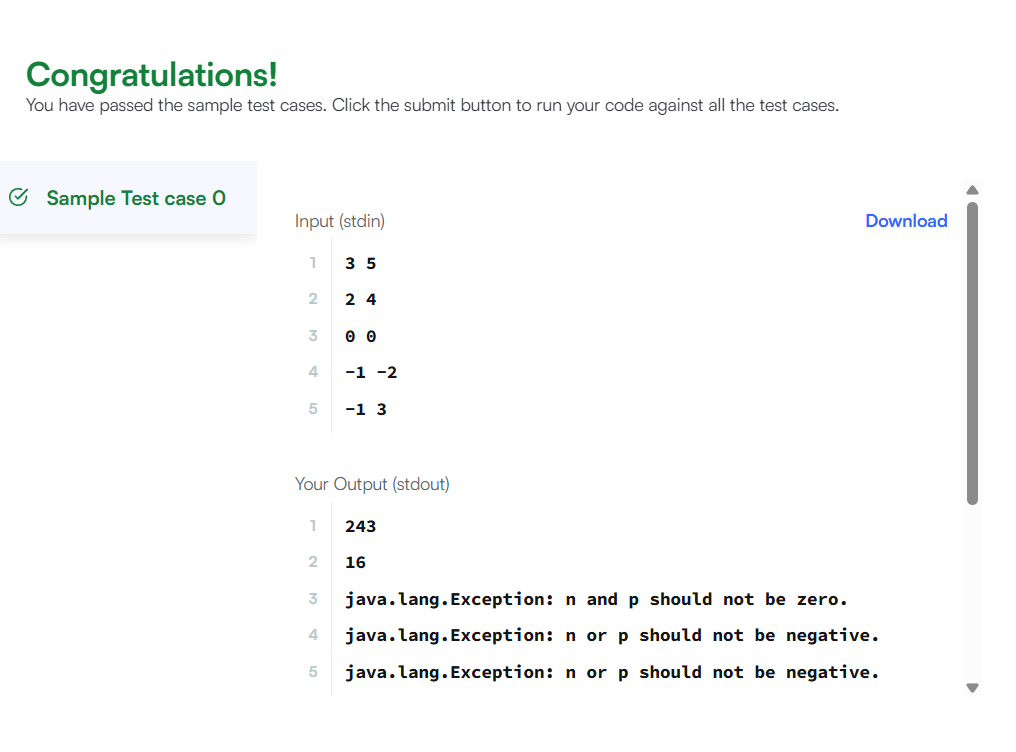 Congratulations!
You have passed the sample test cases. Click the submit button to run your code against all the test cases.
Sample Test case 0
Input (stdin)
Download
1 3 5
2 2 4
3 0 0
4 -1 -2
5 -1 3
Your Output (stdout)
1 243
2 16
3 java.lang.Exception: n and p should not be zero.
4 java.lang.Exception: n or p should not be negative.
5 java.lang.Exception: n or p should not be negative.